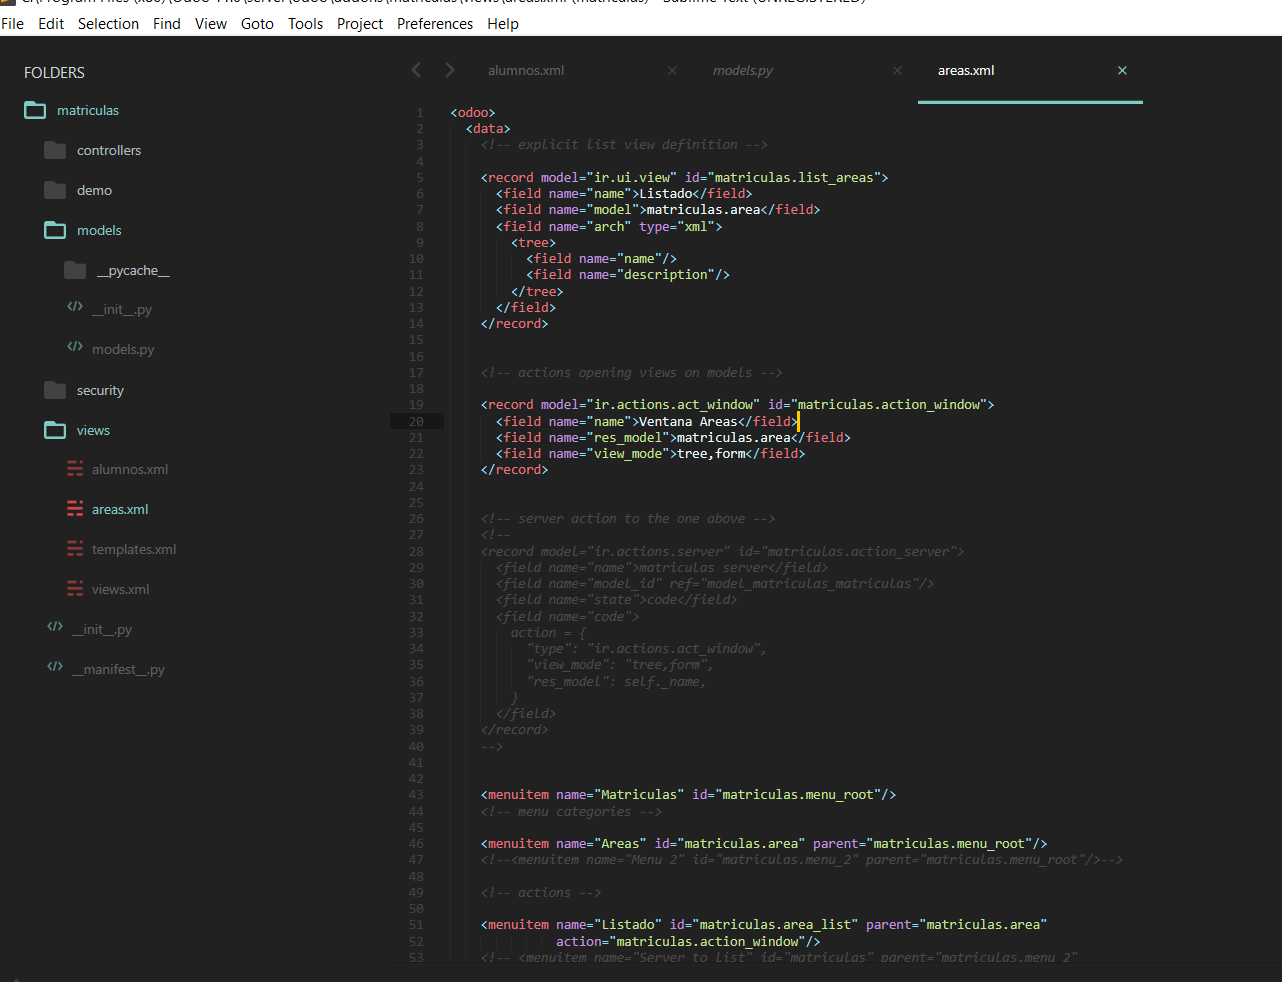 File Edit Selection Find View Goto Tools Project Preferences Help
FOLDERS
matriculas
controllers
demo
models
__pycache__
__init__.py
models.py
security
views
alumnos.xml
areas.xml
templates.xml
views.xml
__init__.py
__manifest__.py
alumnos.xml × models.py × areas.xml ×
1 <odoo>
2 <data>
3 <!-- explicit list view definition -->
4
5 <record model="ir.ui.view" id="matriculas.list_areas">
6 <field name="name">Listado</field>
7 <field name="model">matriculas.area</field>
8 <field name="arch" type="xml">
9 <tree>
10 <field name="name"/>
11 <field name="description"/>
12 </tree>
13 </field>
14 </record>
15
16
17 <!-- actions opening views on models -->
18
19 <record model="ir.actions.act_window" id="matriculas.action_window">
20 <field name="name">Ventana Areas</field>
21 <field name="res_model">matriculas.area</field>
22 <field name="view_mode">tree,form</field>
23 </record>
24
25
26 <!-- server action to the one above -->
27 <!--
28 <record model="ir.actions.server" id="matriculas.action_server">
29 <field name="name">matriculas server</field>
30 <field name="model_id" ref="model_matriculas_matriculas"/>
31 <field name="state">code</field>
32 <field name="code">
33 action = {
34 "type": "ir.actions.act_window",
35 "view_mode": "tree,form",
36 "res_model": self._name,
37 }
38 </field>
39 </record>
40 -->
41
42
43 <menuitem name="Matriculas" id="matriculas.menu_root"/>
44 <!-- menu categories -->
45
46 <menuitem name="Areas" id="matriculas.area" parent="matriculas.menu_root"/>
47 <!--<menuitem name="Menu 2" id="matriculas.menu_2" parent="matriculas.menu_root"/>-->
48
49 <!-- actions -->
50
51 <menuitem name="Listado" id="matriculas.area_list" parent="matriculas.area"
52 action="matriculas.action_window"/>
53 <!-- <menuitem name="Server to list" id="matriculas" parent="matriculas.menu_2"